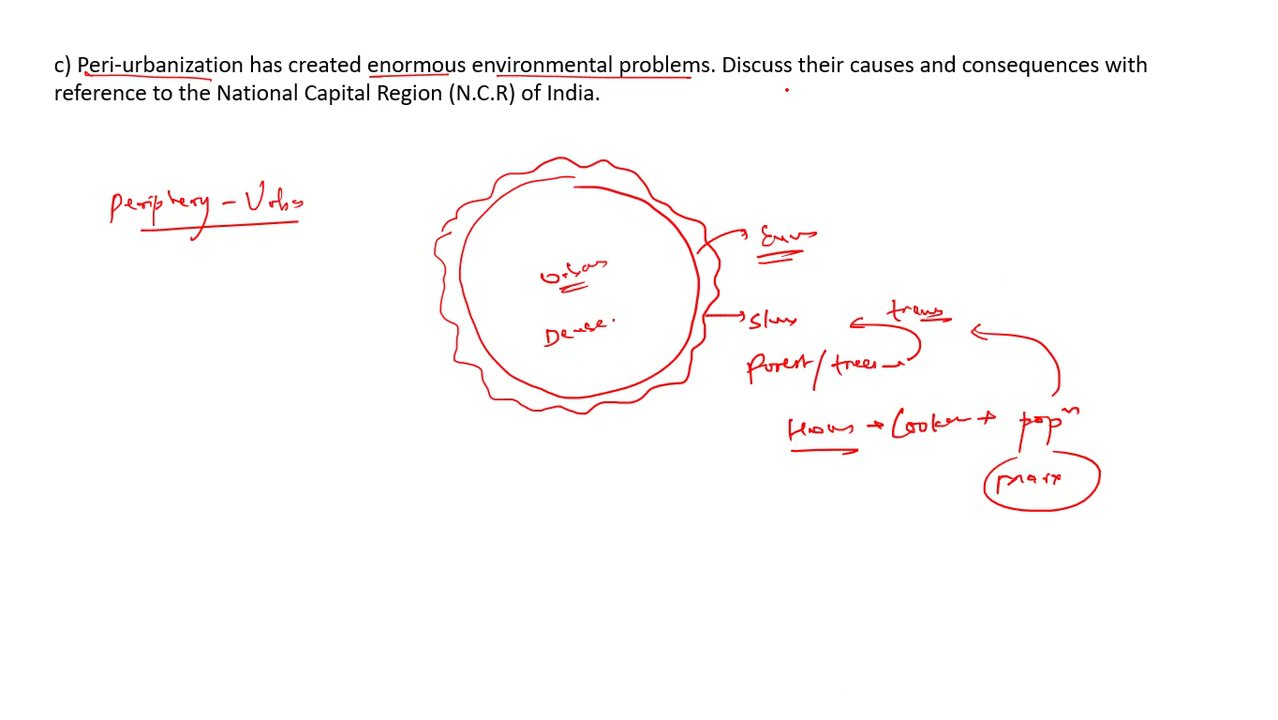 c) Peri-urbanization has created enormous environmental problems. Discuss their causes and consequences with
reference to the National Capital Region (N.C.R) of India.
Periphery - Urbs
Urban
Dense.
Slum
trans
Forest/trees
→ Cooker → popⁿ
marx